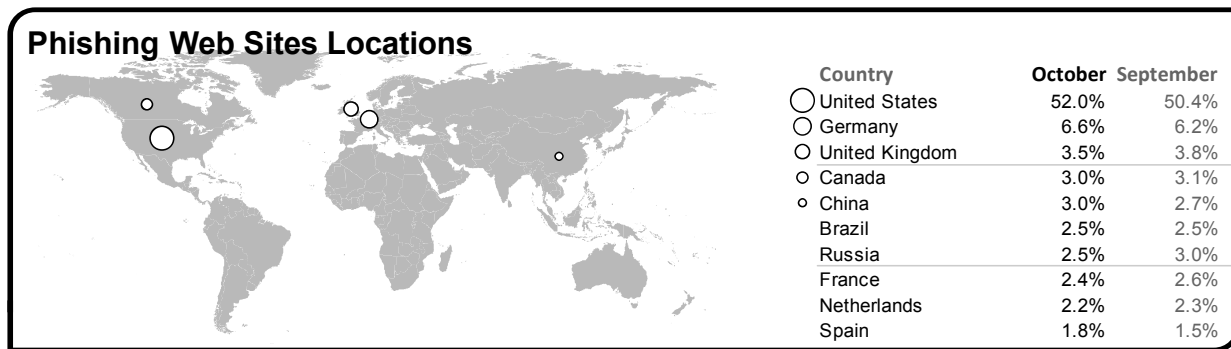 Phishing Web Sites Locations
Country October September
United States 52.0% 50.4%
Germany 6.6% 6.2%
United Kingdom 3.5% 3.8%
Canada 3.0% 3.1%
China 3.0% 2.7%
Brazil 2.5% 2.5%
Russia 2.5% 3.0%
France 2.4% 2.6%
Netherlands 2.2% 2.3%
Spain 1.8% 1.5%